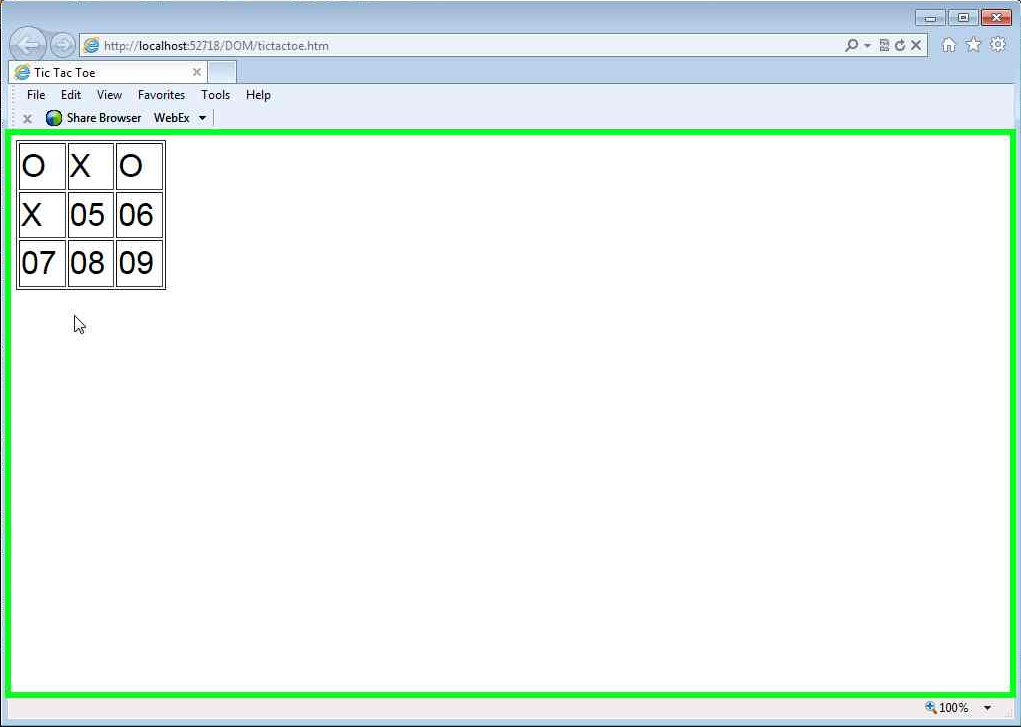 http://localhost:52718/DOM/tictactoe.htm
Tic Tac Toe
File Edit View Favorites Tools Help
Share Browser WebEx
O X O
X 05 06
07 08 09
100%